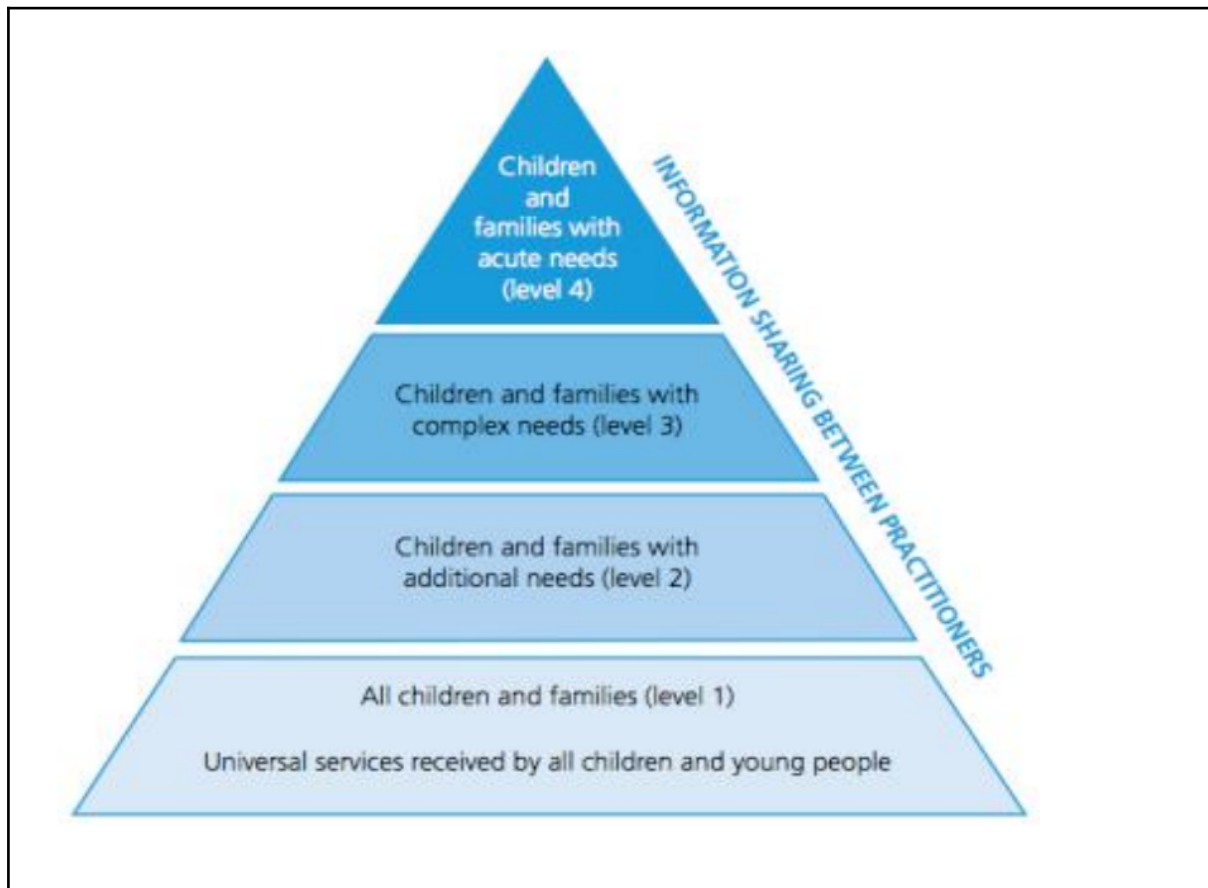 Children
and
families with
acute needs
(level 4)
INFORMATION SHARING BETWEEN PRACTITIONERS
Children and families with
complex needs (level 3)
Children and families with
additional needs (level 2)
All children and families (level 1)
Universal services received by all children and young people